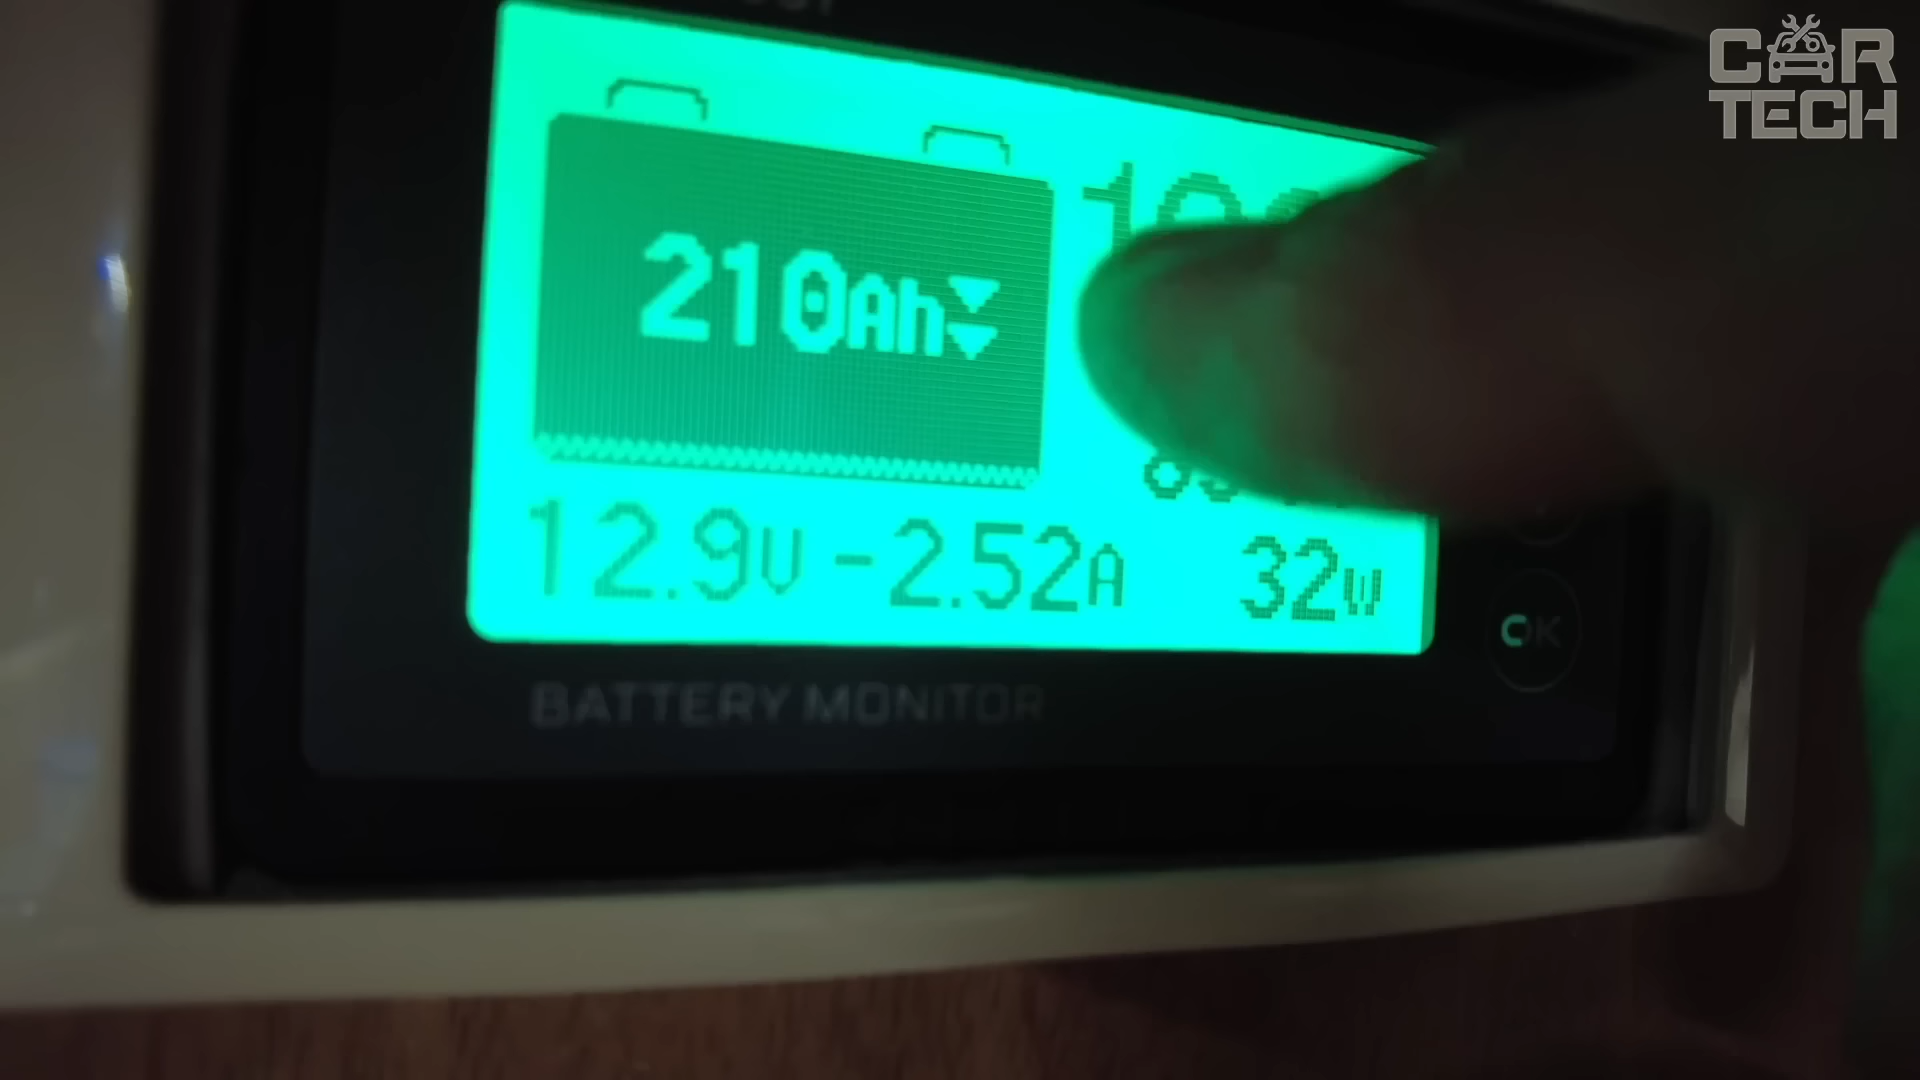 CAR
TECH
210Ah
12.9V -2.52A 32W
OK
BATTERY MONITOR